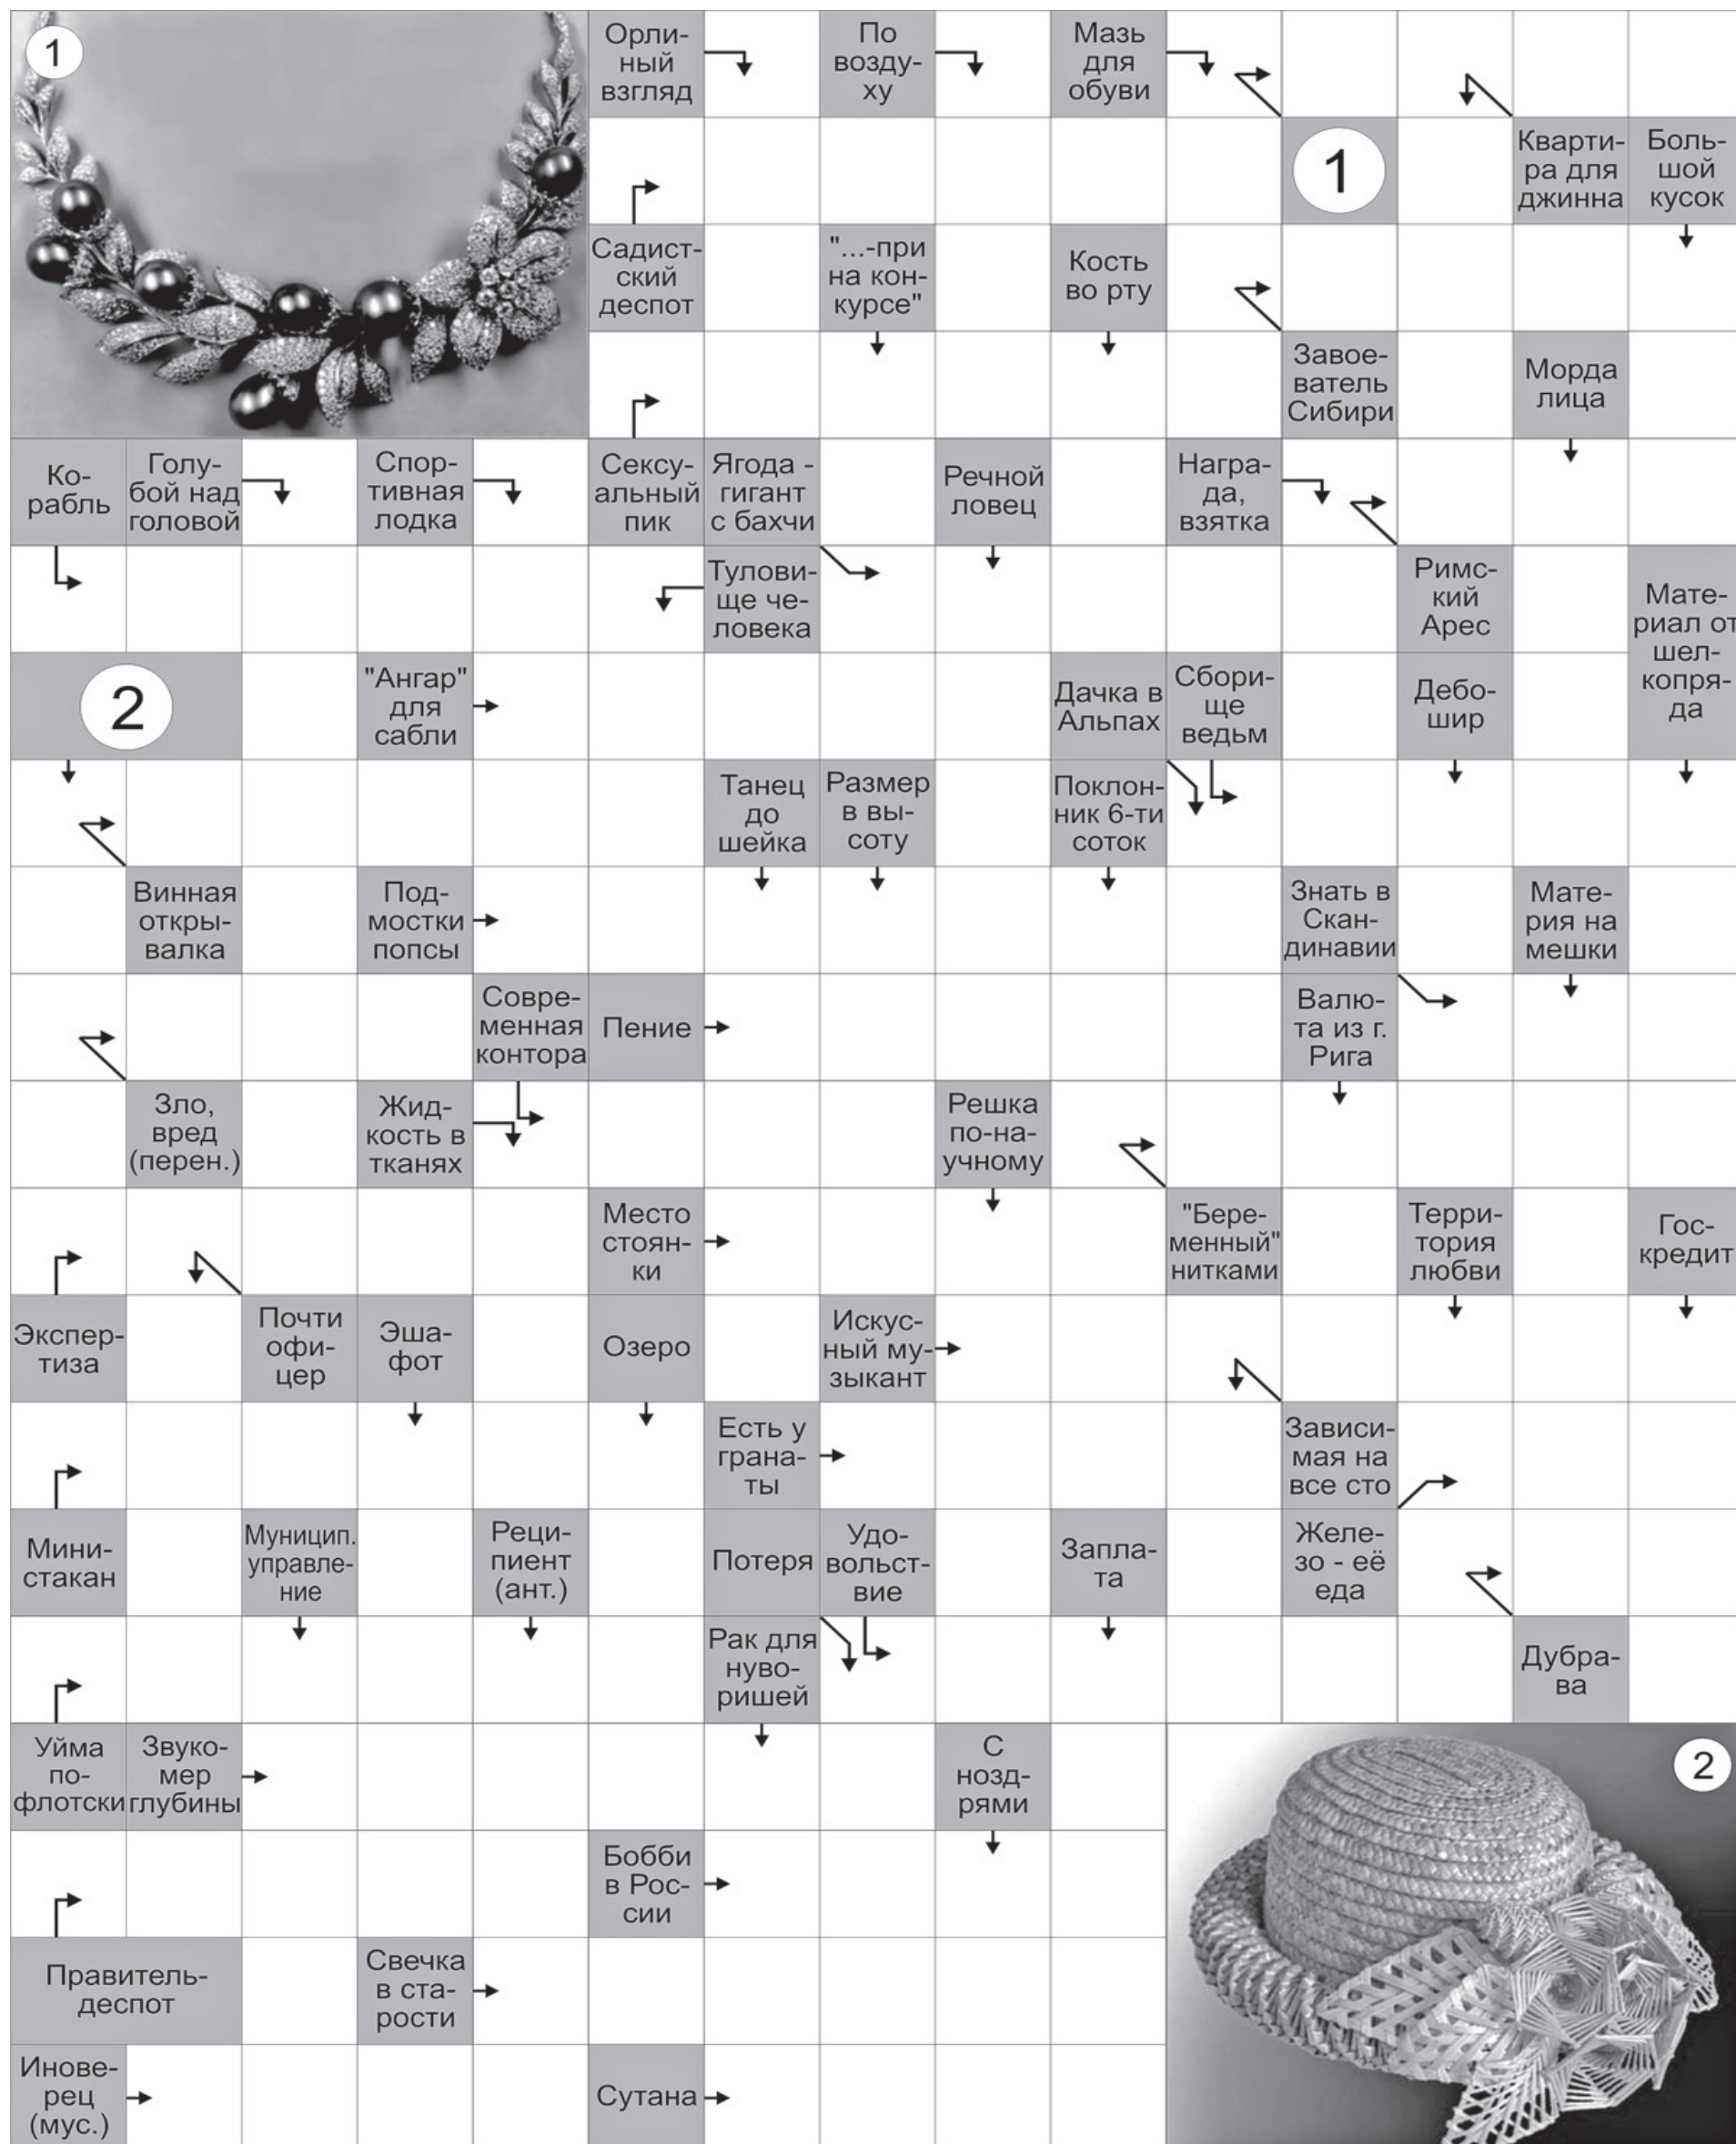 1
Орли-
ный
взгляд
По
возду-
ху
Мазь
для
обуви
1
Кварти-
ра для
джинна
Боль-
шой
кусок
Садист-
ский
деспот
"...-при
на кон-
курсе"
Кость
во рту
Завое-
ватель
Сибири
Морда
лица
Ко-
рабль
Голу-
бой над
головой
Спор-
тивная
лодка
Сексу-
альный
пик
Ягода -
гигант
с бахчи
Речной
ловец
Награ-
да,
взятка
Тулови-
ще че-
ловека
Римс-
кий
Арес
Мате-
риал от
шел-
копря-
да
2
"Ангар"
для
сабли
Дачка в
Альпах
Сбори-
ще
ведьм
Дебо-
шир
Танец
до
шейка
Размер
в вы-
соту
Поклон-
ник 6-ти
соток
Винная
откры-
валка
Под-
мостки
попсы
Знать в
Скан-
динавии
Мате-
рия на
мешки
Совре-
менная
контора
Пение
Валю-
та из г.
Рига
Зло,
вред
(перен.)
Жид-
кость в
тканях
Решка
по-на-
учному
Место
стоян-
ки
"Бере-
менный"
нитками
Терри-
тория
любви
Гос-
кредит
Экспер-
тиза
Почти
офи-
цер
Эша-
фот
Озеро
Искус-
ный му-
зыкант
Есть у
грана-
ты
Зависи-
мая на
все сто
Мини-
стакан
Муницип.
управле-
ние
Реци-
пиент
(ант.)
Потеря
Удо-
вольст-
вие
Запла-
та
Желе-
зо - её
еда
Рак для
нуво-
ришей
Дубра-
ва
Уйма
по-
флотски
Звуко-
мер
глубины
С
нозд-
рями
2
Бобби
в Рос-
сии
Правитель-
деспот
Свечка
в ста-
рости
Инове-
рец
(мус.)
Сутана